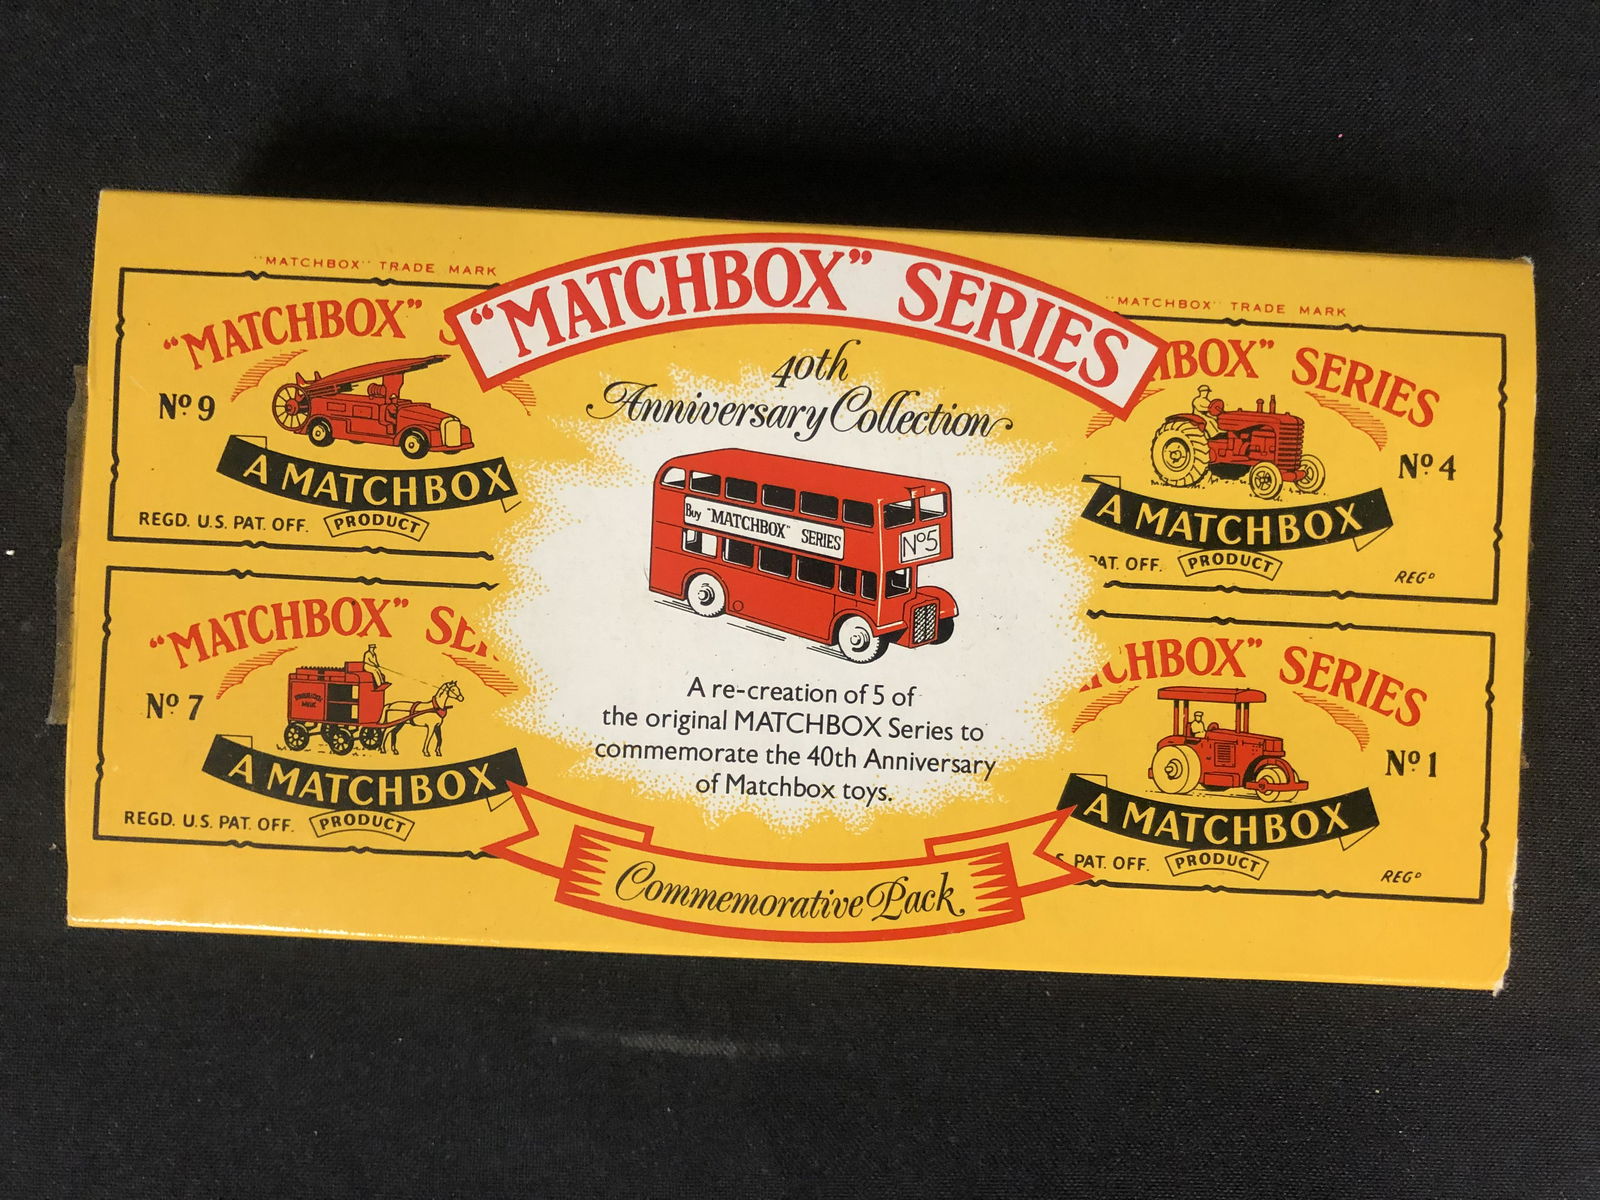 "MATCHBOX" SERIES
40th
Anniversary Collection
Buy "MATCHBOX" SERIES
Nº5
A re-creation of 5 of
the original MATCHBOX Series to
commemorate the 40th Anniversary
of Matchbox toys.
Commemorative Pack
"MATCHBOX" TRADE MARK
"MATCHBOX" S
Nº 9
A MATCHBOX
REGD. U.S. PAT. OFF.
PRODUCT
"MATCHBOX" SE
Nº 7
A MATCHBOX
REGD. U.S. PAT. OFF.
PRODUCT
"MATCHBOX" TRADE MARK
BOX" SERIES
Nº 4
A MATCHBOX
PAT. OFF.
PRODUCT
REGD
CHBOX" SERIES
Nº 1
A MATCHBOX
S. PAT. OFF.
PRODUCT
REGD